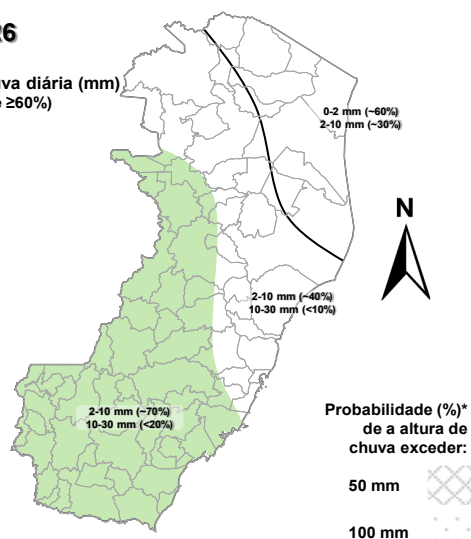 26
uva diária (mm)
e ≥60%)
0-2 mm (~60%)
2-10 mm (~30%)
N
2-10 mm (~40%)
10-30 mm (<10%)
2-10 mm (~70%)
10-30 mm (<20%)
Probabilidade (%)*
de a altura de
chuva exceder:
50 mm
100 mm